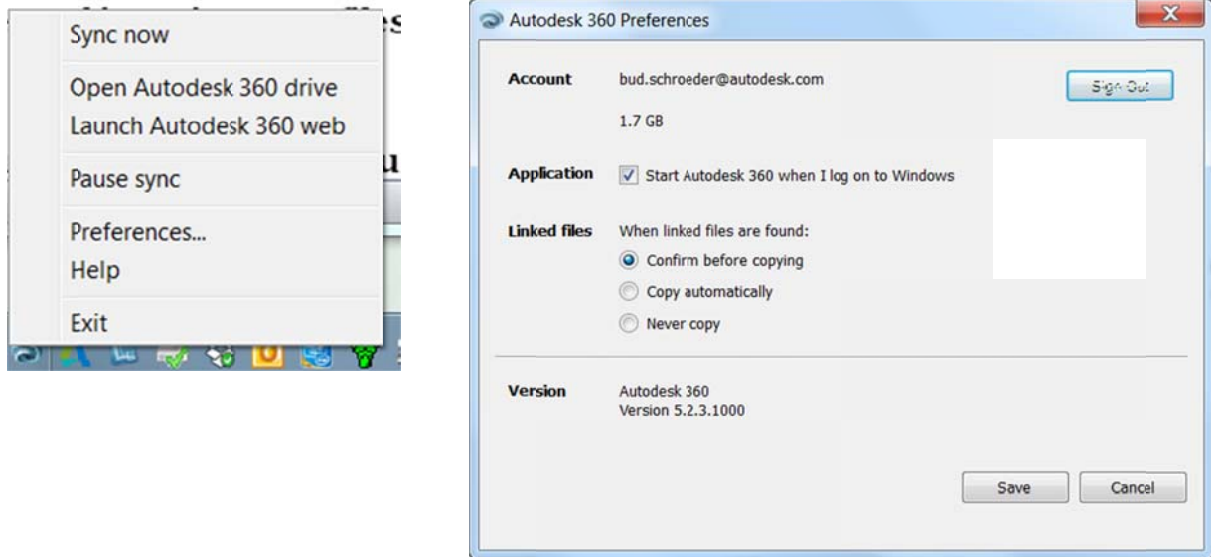 Sync now
Open Autodesk 360 drive
Launch Autodesk 360 web
Pause sync
Preferences...
Help
Exit
Autodesk 360 Preferences
Account bud.schroeder@autodesk.com Sign Out
1.7 GB
Application Start Autodesk 360 when I log on to Windows
Linked files When linked files are found:
Confirm before copying
Copy automatically
Never copy
Version Autodesk 360
Version 5.2.3.1000
Save Cancel